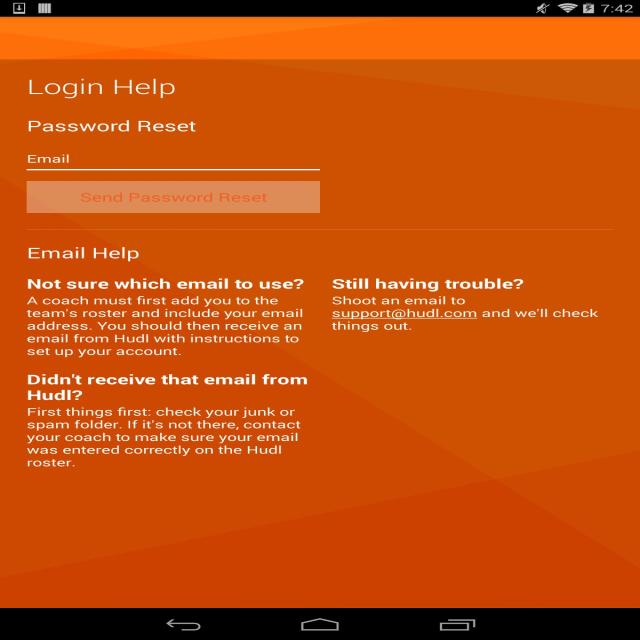 7:42
Login Help
Password Reset
Email
Send Password Reset
Email Help
Not sure which email to use?
A coach must first add you to the
team's roster and include your email
address. You should then receive an
email from Hudl with instructions to
set up your account.
Didn't receive that email from
Hudl?
First things first: check your junk or
spam folder. If it's not there, contact
your coach to make sure your email
was entered correctly on the Hudl
roster.
Still having trouble?
Shoot an email to
support@hudl.com and we'll check
things out.